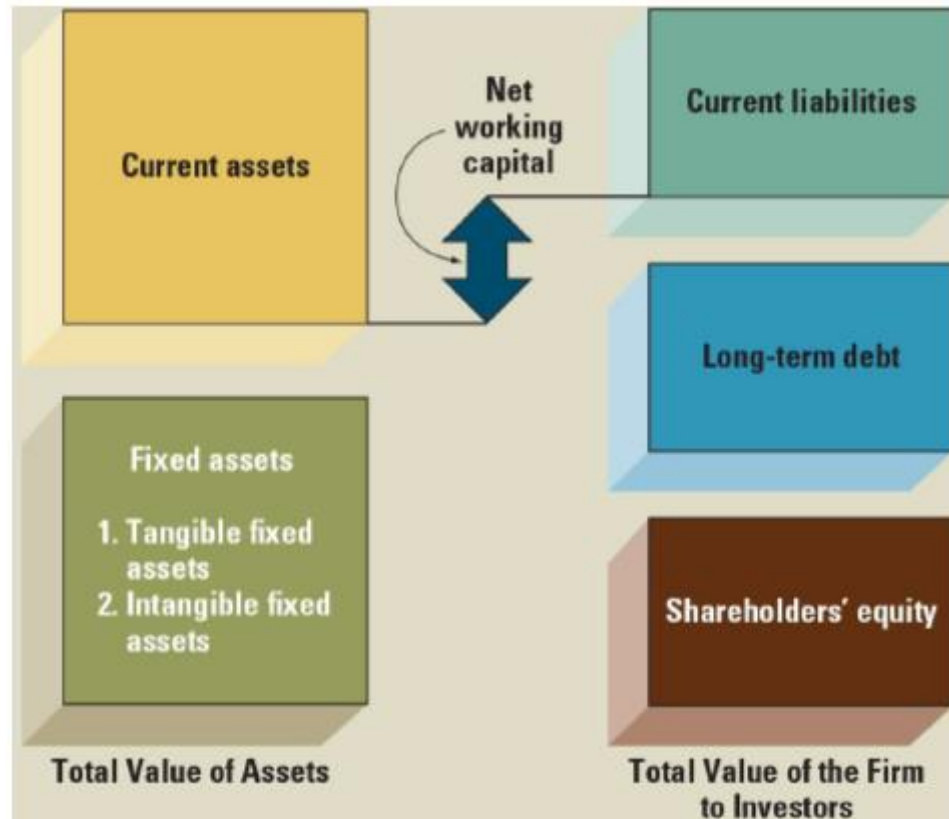 Current assets
Net
working
capital
Current liabilities
Long-term debt
Fixed assets
1. Tangible fixed
assets
2. Intangible fixed
assets
Shareholders' equity
Total Value of Assets
Total Value of the Firm
to Investors